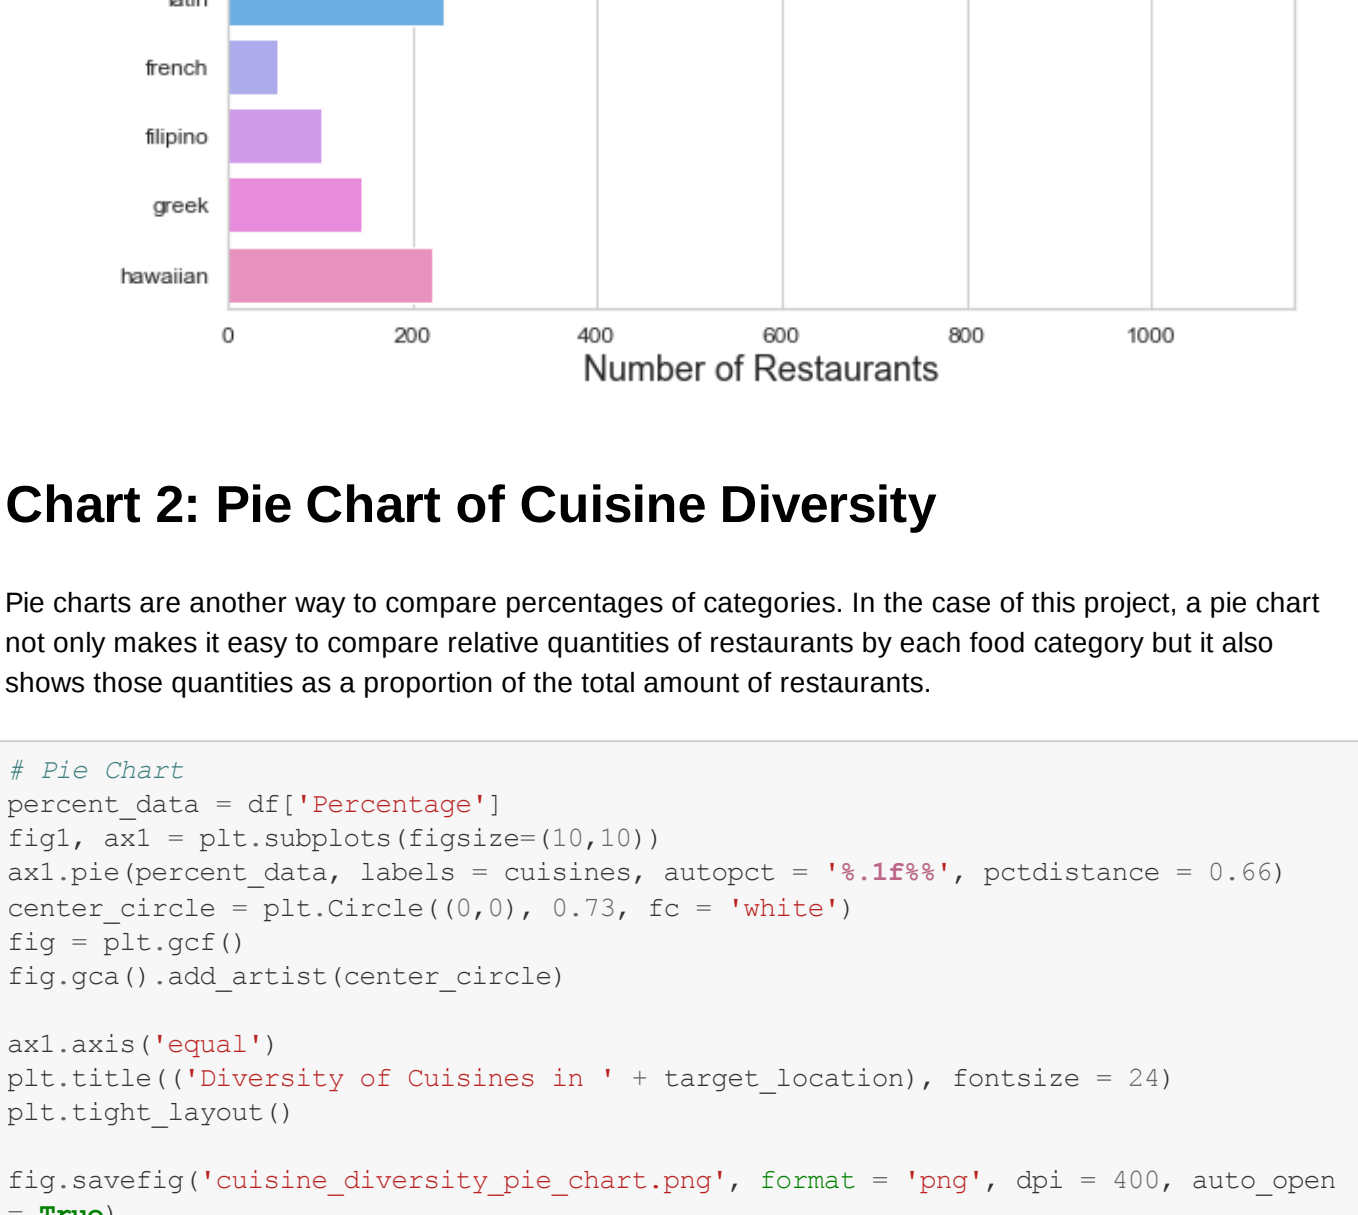 latin
french
filipino
greek
hawaiian
0 200 400 600 800 1000
Number of Restaurants
Chart 2: Pie Chart of Cuisine Diversity
Pie charts are another way to compare percentages of categories. In the case of this project, a pie chart
not only makes it easy to compare relative quantities of restaurants by each food category but it also
shows those quantities as a proportion of the total amount of restaurants.
# Pie Chart
percent_data = df['Percentage']
fig1, ax1 = plt.subplots(figsize=(10,10))
ax1.pie(percent_data, labels = cuisines, autopct = '%.1f%%', pctdistance = 0.66)
center_circle = plt.Circle((0,0), 0.73, fc = 'white')
fig = plt.gcf()
fig.gca().add_artist(center_circle)
ax1.axis('equal')
plt.title(('Diversity of Cuisines in ' + target_location), fontsize = 24)
plt.tight_layout()
fig.savefig('cuisine_diversity_pie_chart.png', format = 'png', dpi = 400, auto_open
= True)